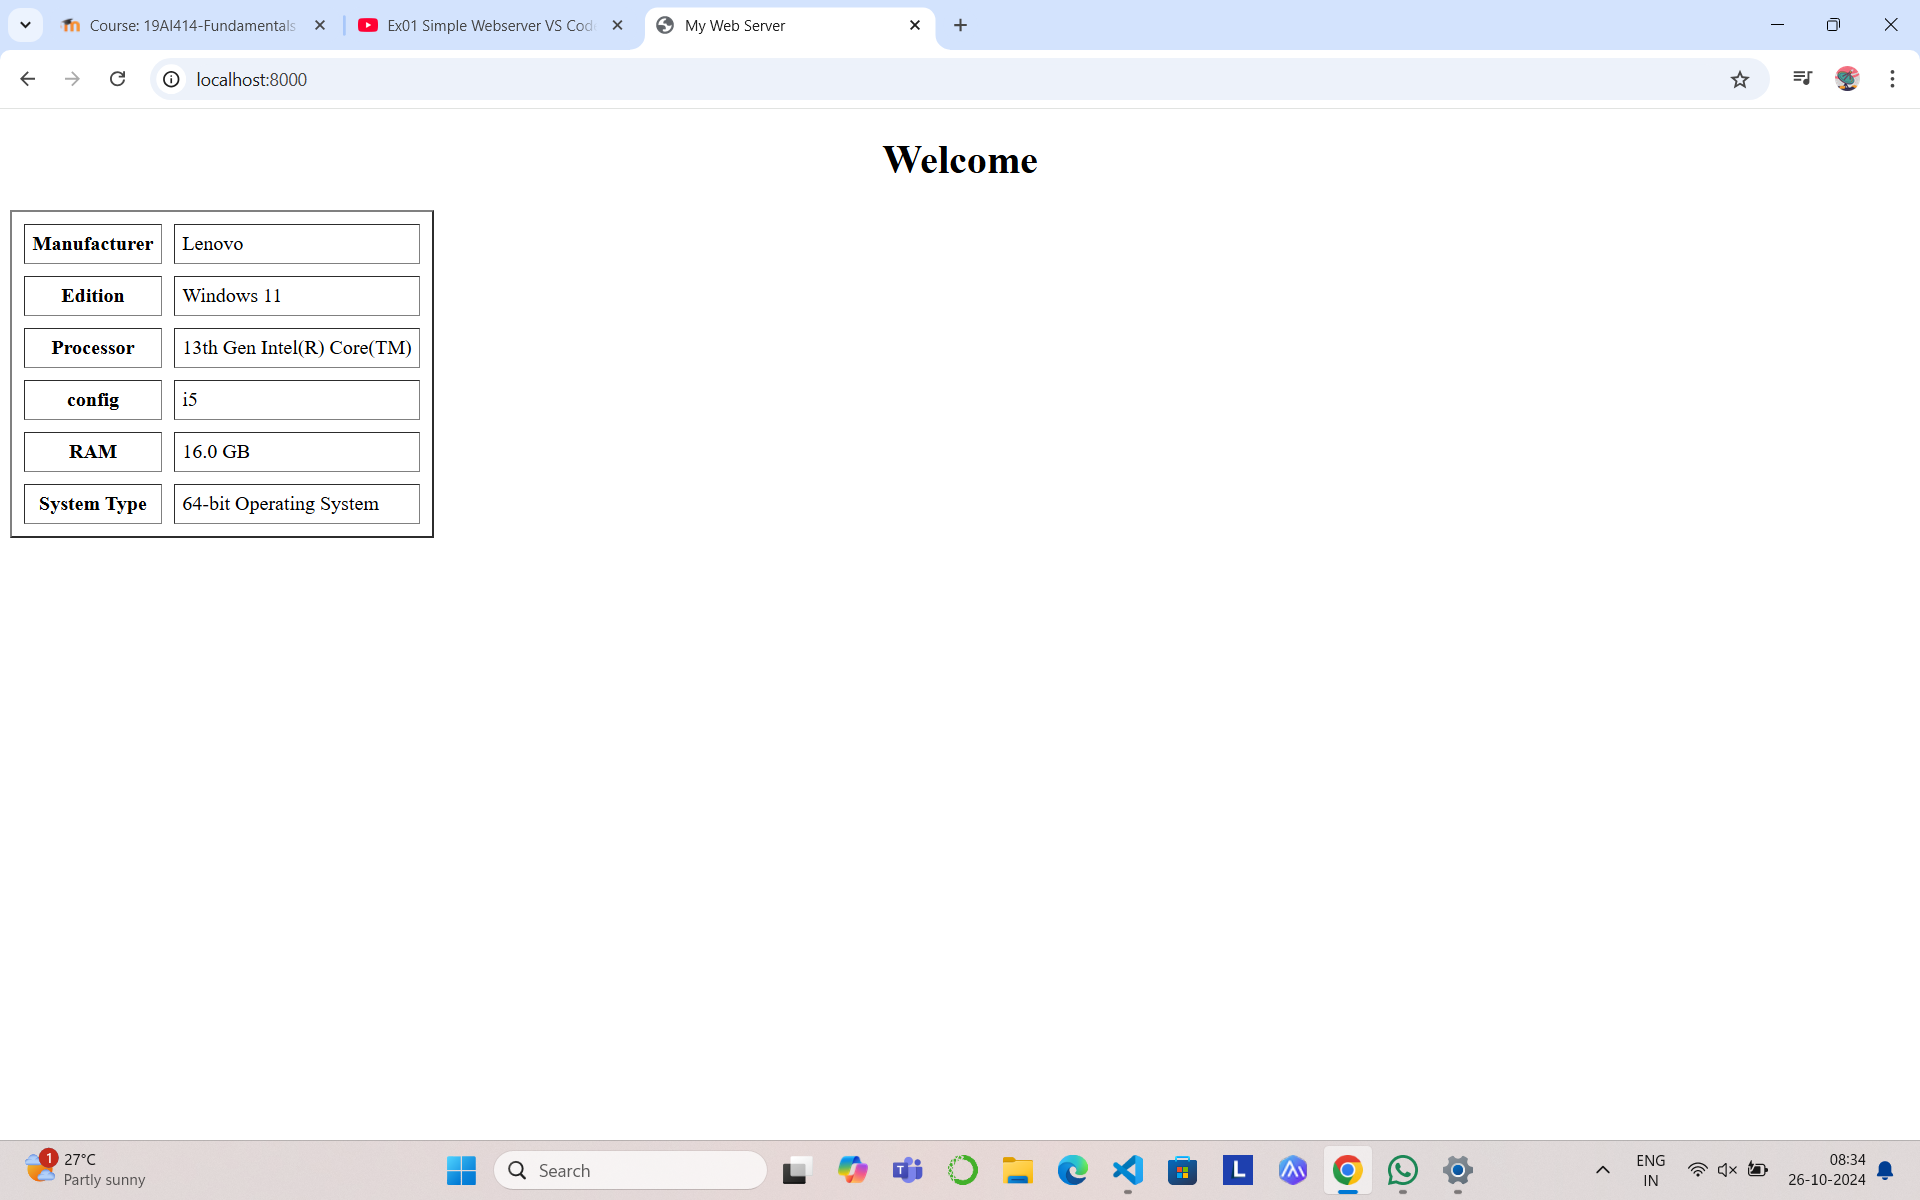 Course: 19AI414-Fundamentals
Ex01 Simple Webserver VS Code
My Web Server
localhost:8000
Welcome
Manufacturer Lenovo
Edition Windows 11
Processor 13th Gen Intel(R) Core(TM)
config i5
RAM 16.0 GB
System Type 64-bit Operating System
1
27°C
Partly sunny
Search
L
ENG
IN
08:34
26-10-2024